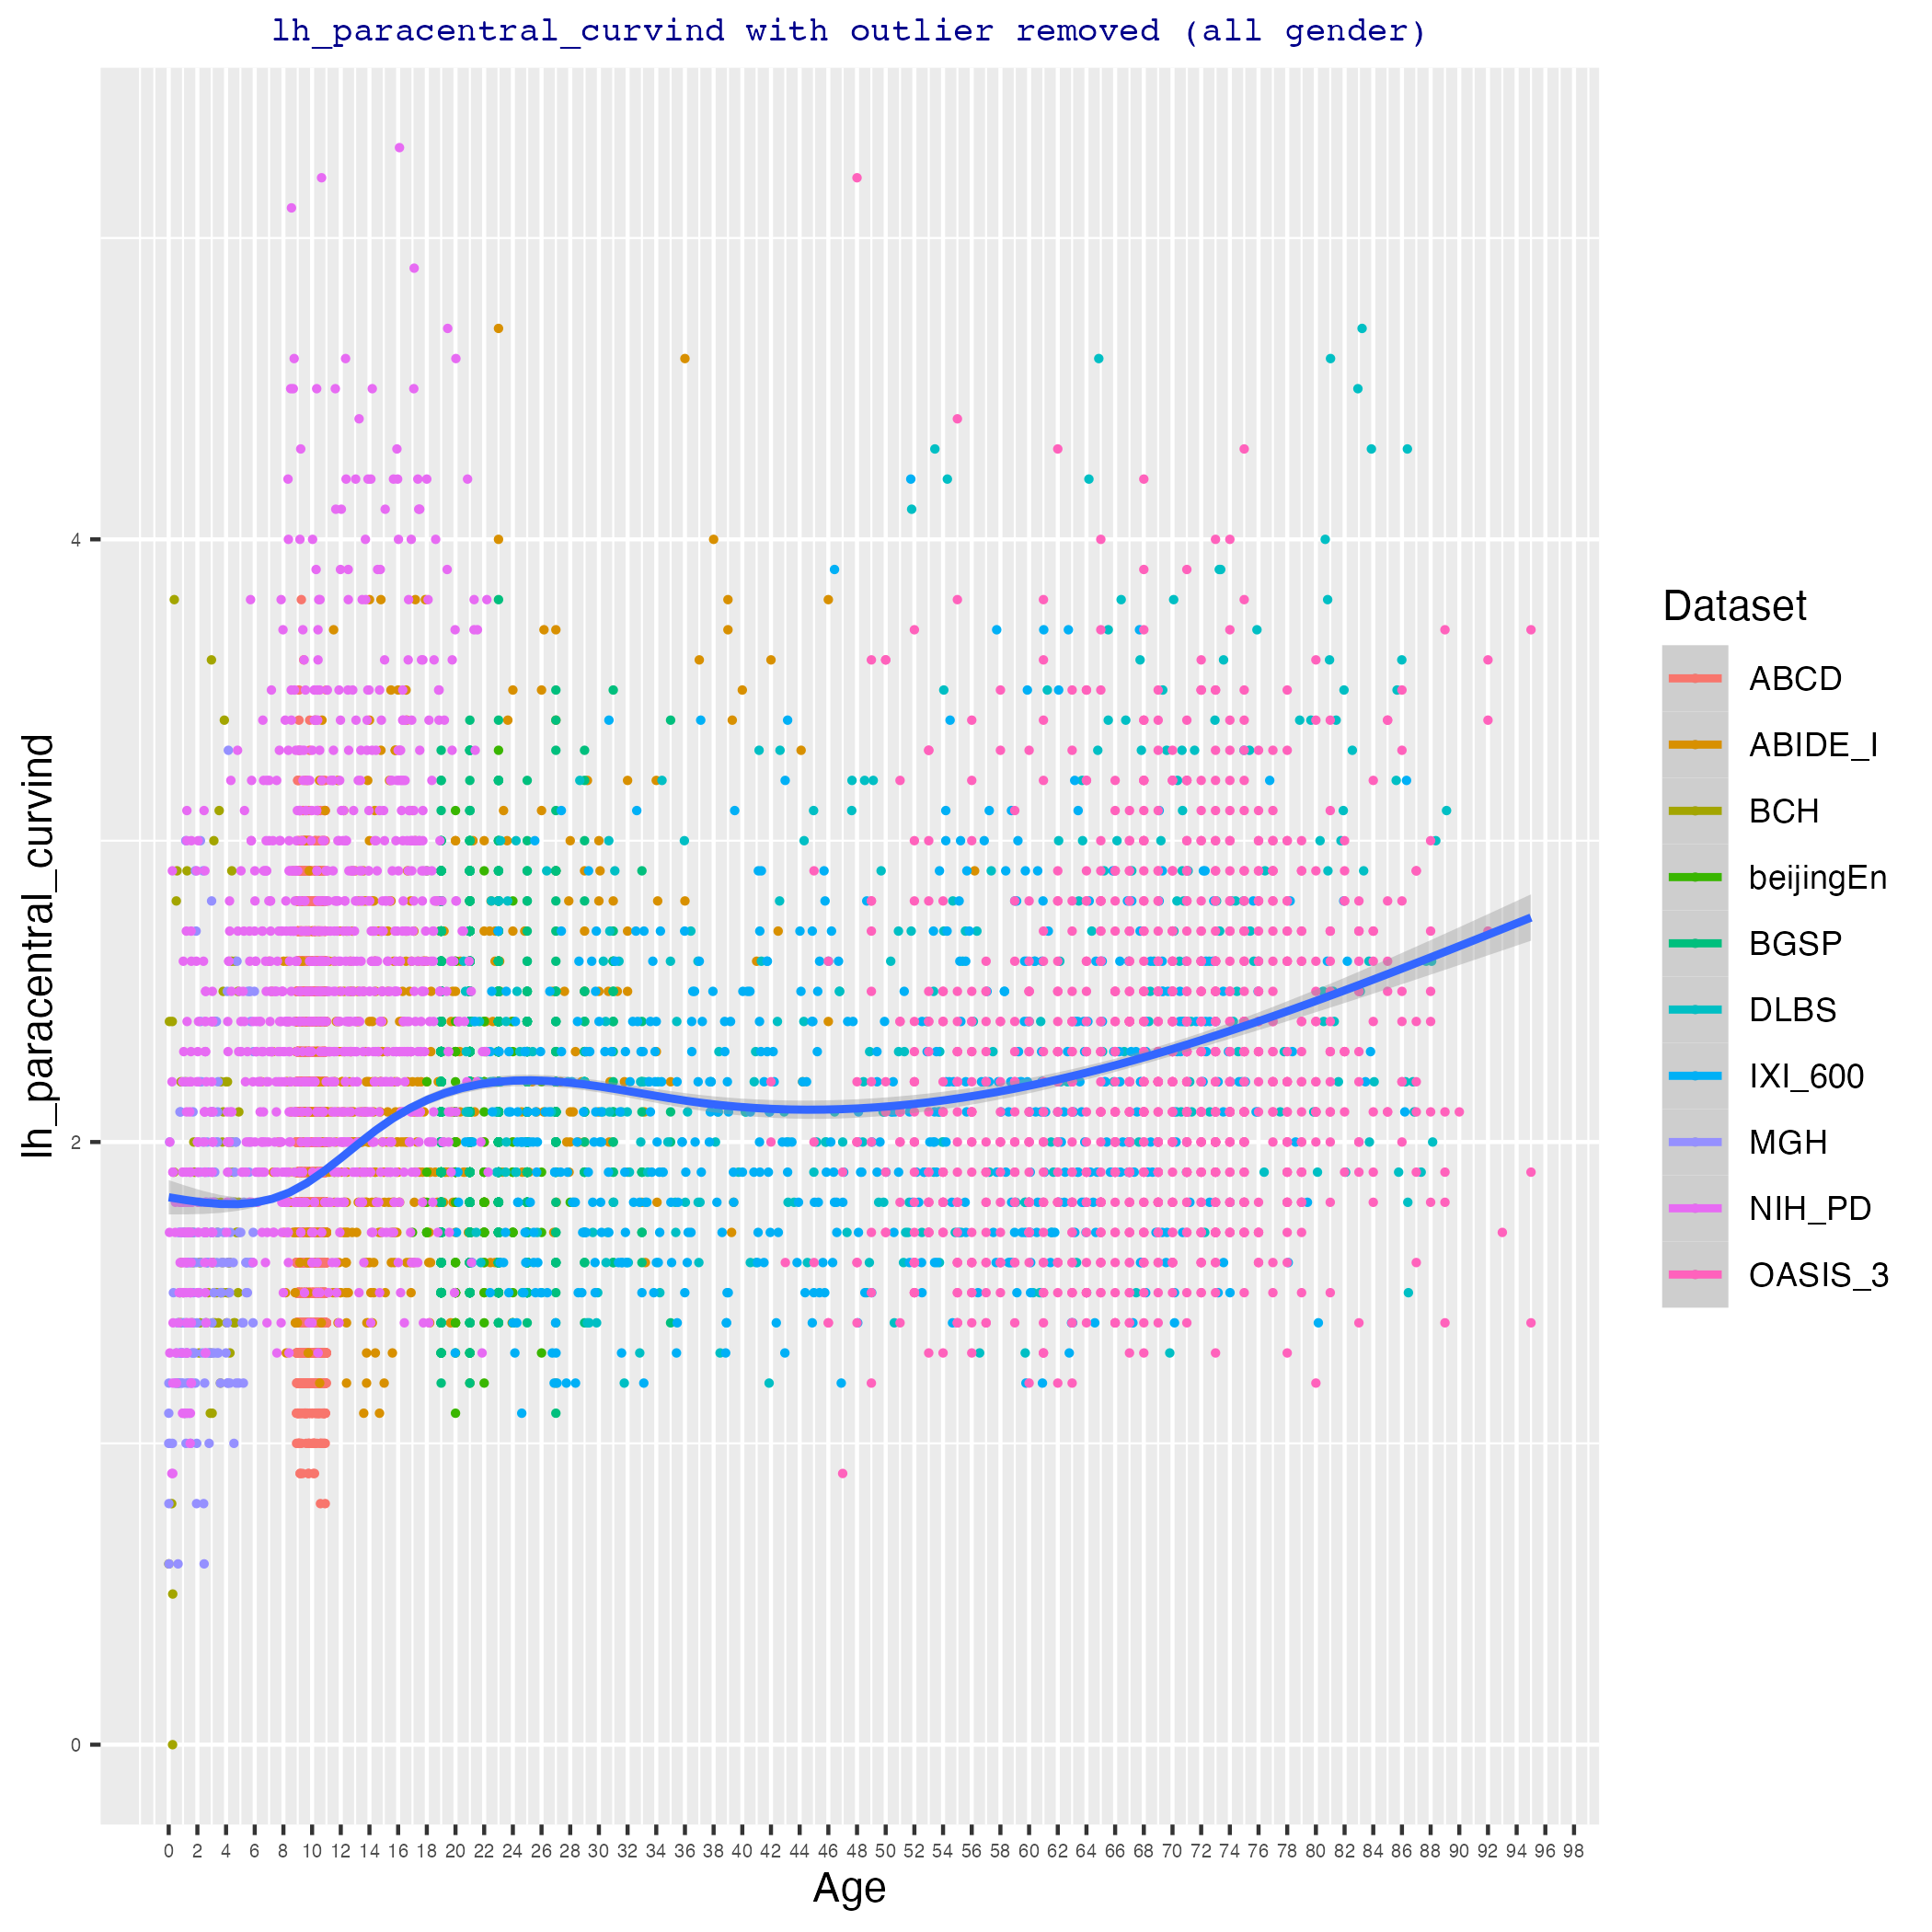 lh_paracentral_curvind with outlier removed (all gender)
lh_paracentral_curvind
4
2
0
0 2 4 6 8 10 12 14 16 18 20 22 24 26 28 30 32 34 36 38 40 42 44 46 48 50 52 54 56 58 60 62 64 66 68 70 72 74 76 78 80 82 84 86 88 90 92 94 96 98
Age
Dataset
ABCD
ABIDE_I
BCH
beijingEn
BGSP
DLBS
IXI_600
MGH
NIH_PD
OASIS_3